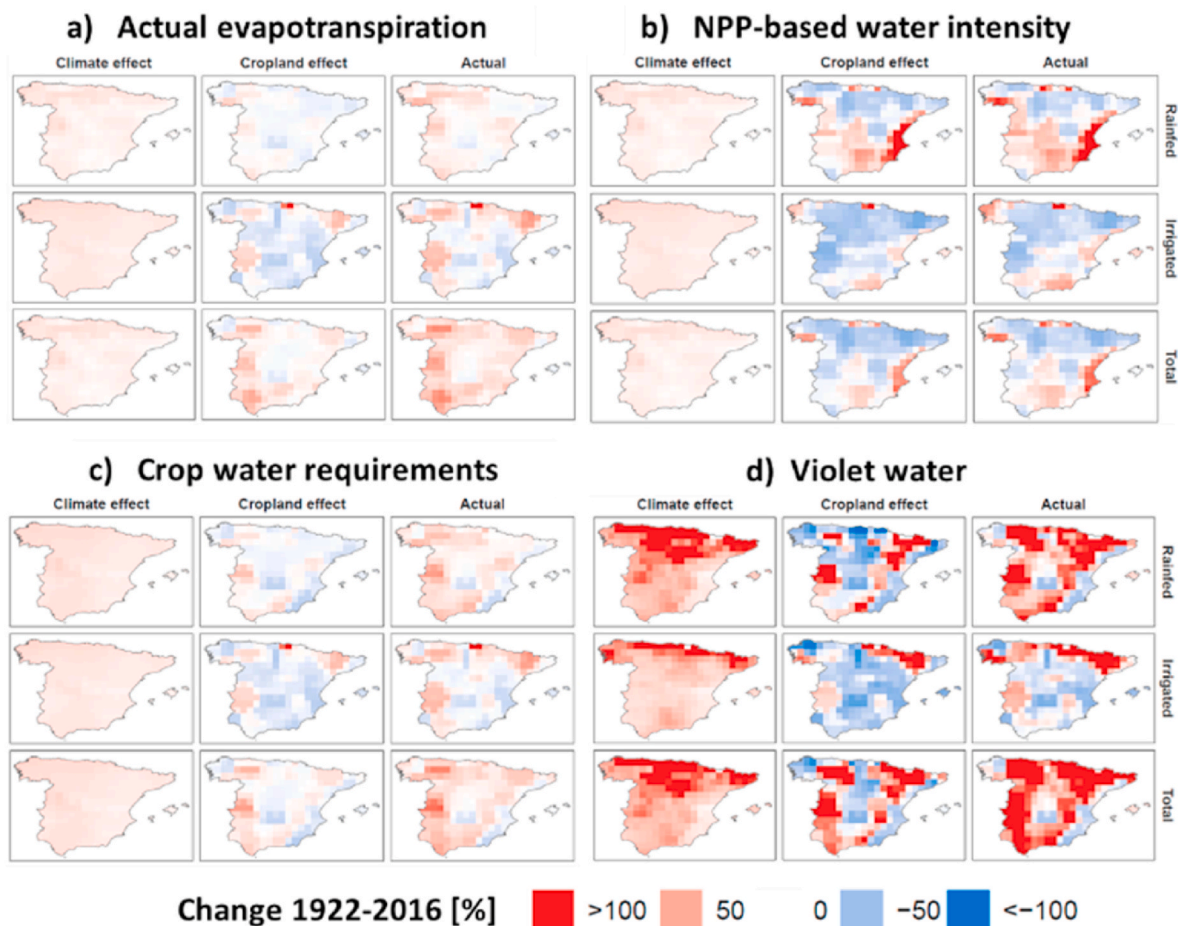 a) Actual evapotranspiration
Climate effect Cropland effect Actual
b) NPP-based water intensity
Climate effect Cropland effect Actual
Rainfed
Irrigated
Total
c) Crop water requirements
Climate effect Cropland effect Actual
d) Violet water
Climate effect Cropland effect Actual
Rainfed
Irrigated
Total
Change 1922-2016 [%] >100 50 0 −50 <−100